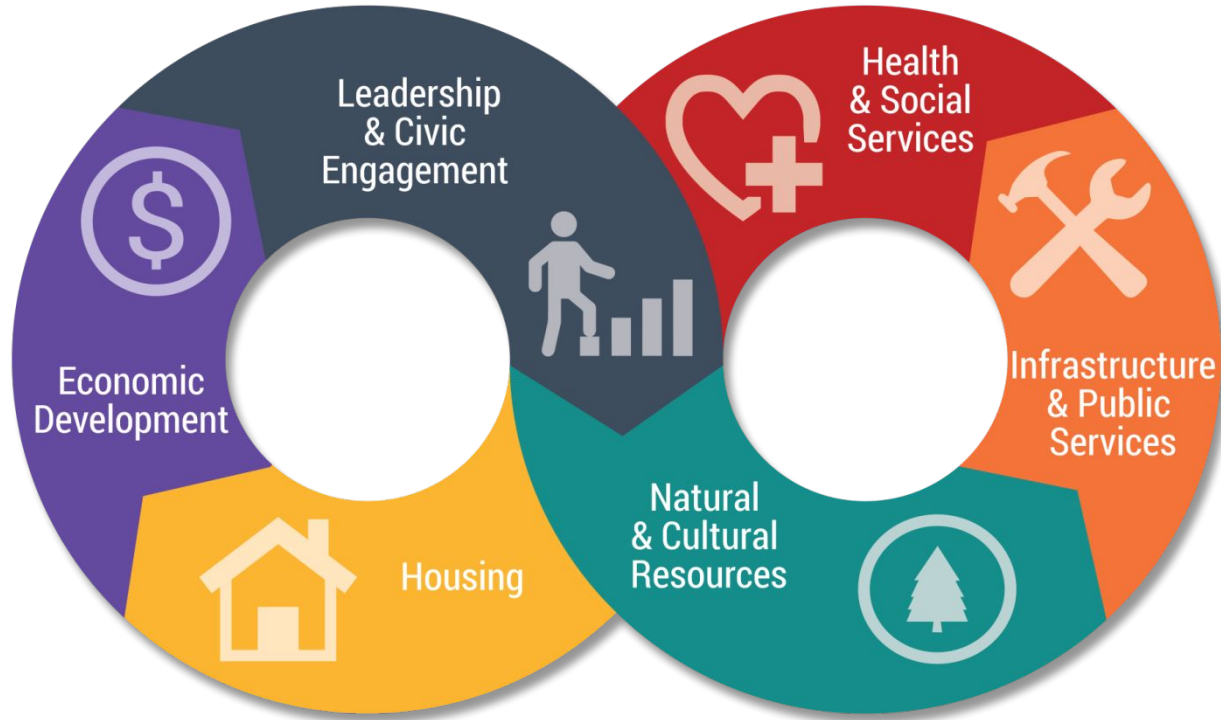 Leadership
& Civic
Engagement
Health
& Social
Services
Economic
Development
Infrastructure
& Public
Services
Housing
Natural
& Cultural
Resources
$